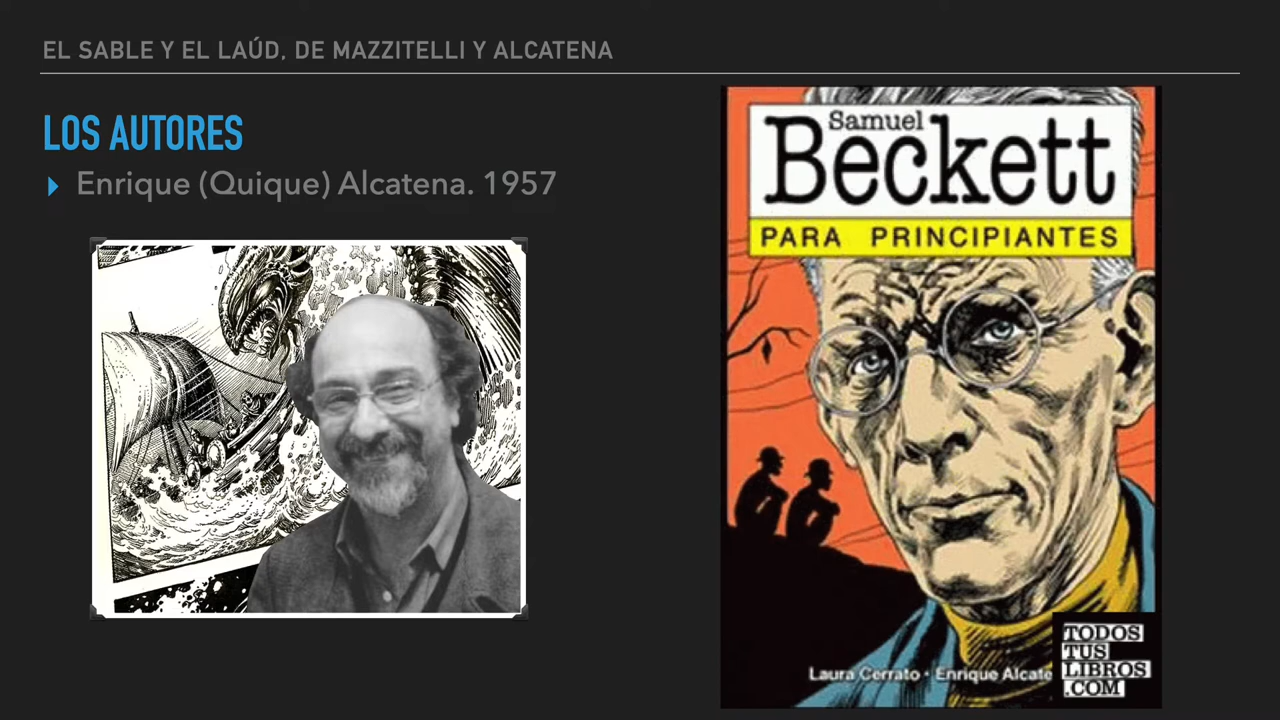 EL SABLE Y EL LAÚD, DE MAZZITELLI Y ALCATENA
LOS AUTORES
Enrique (Quique) Alcatena. 1957
Samuel
Beckett
PARA PRINCIPIANTES
Laura Cerrato · Enrique Alcate
TODOS
TUS
LIBROS
.COM